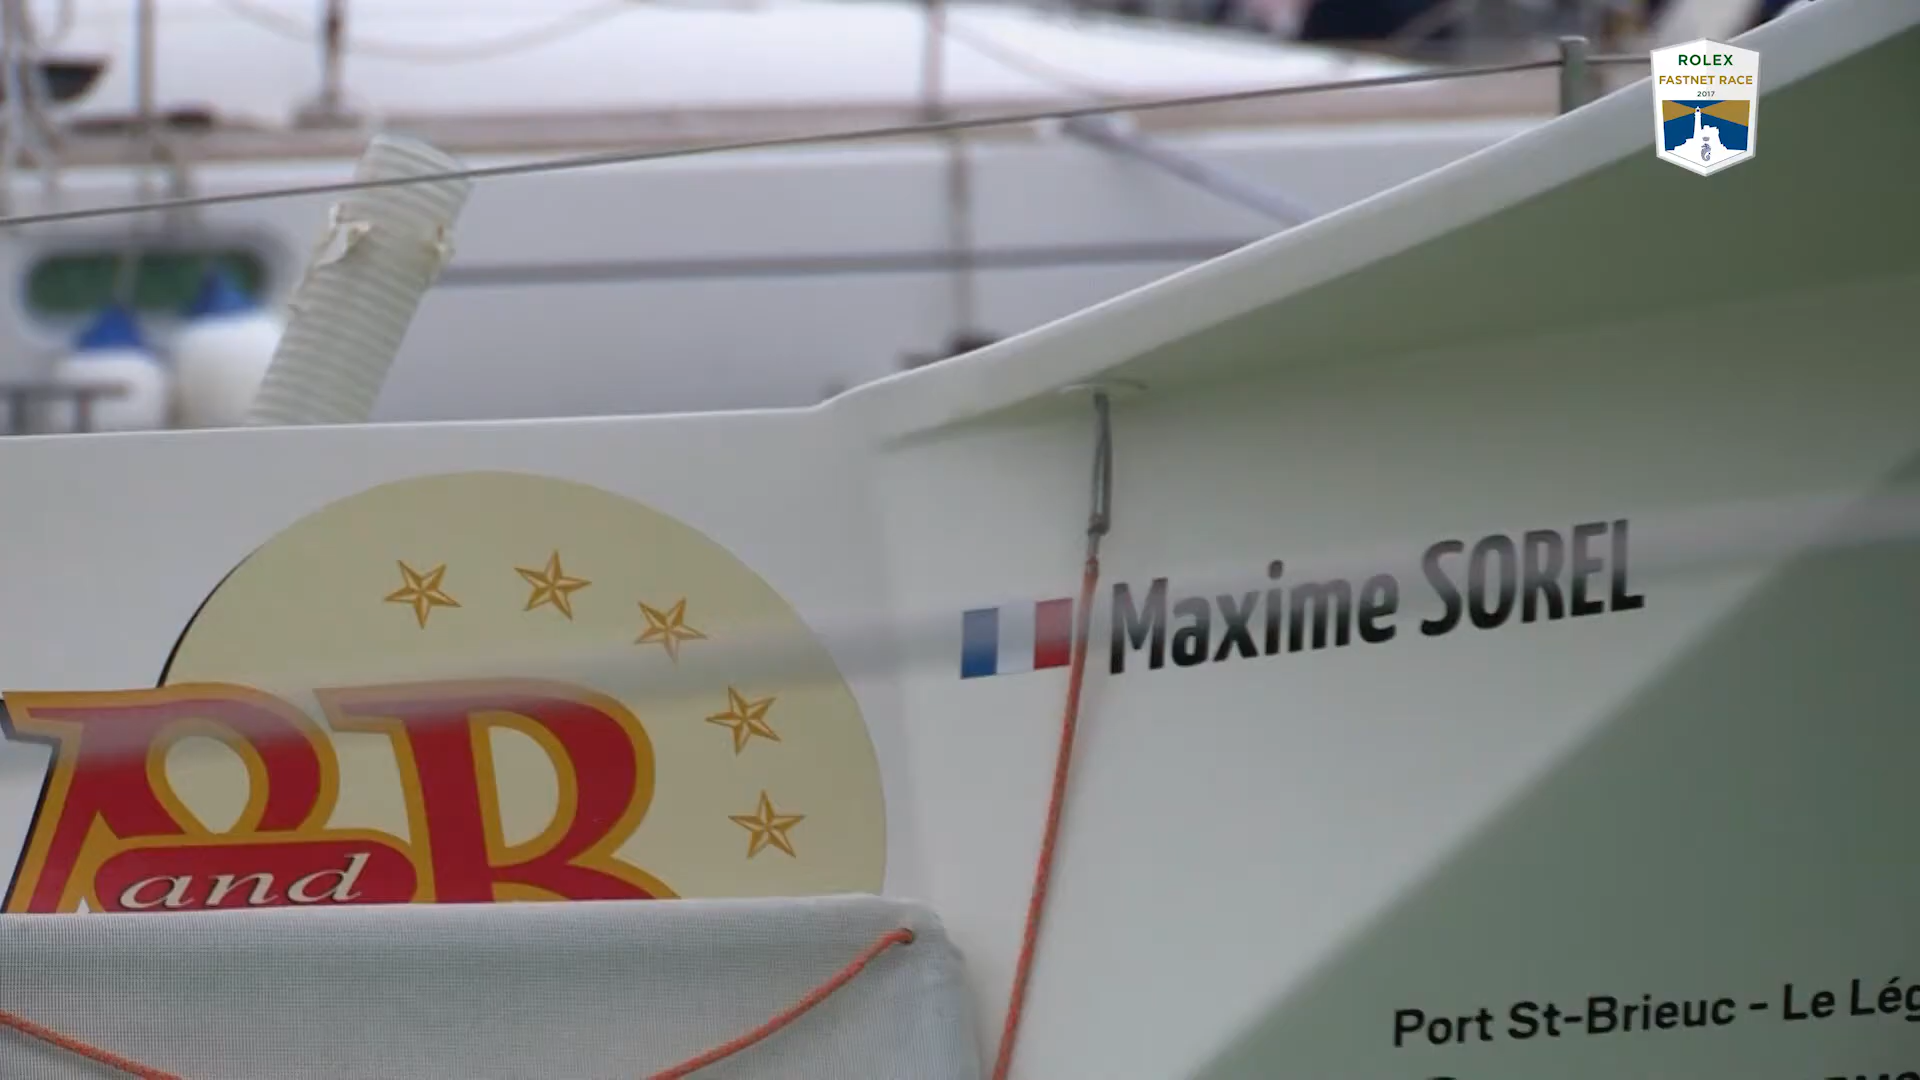 ROLEX
FASTNET RACE
2017
Maxime SOREL
B and B
Port St-Brieuc - Le Lég